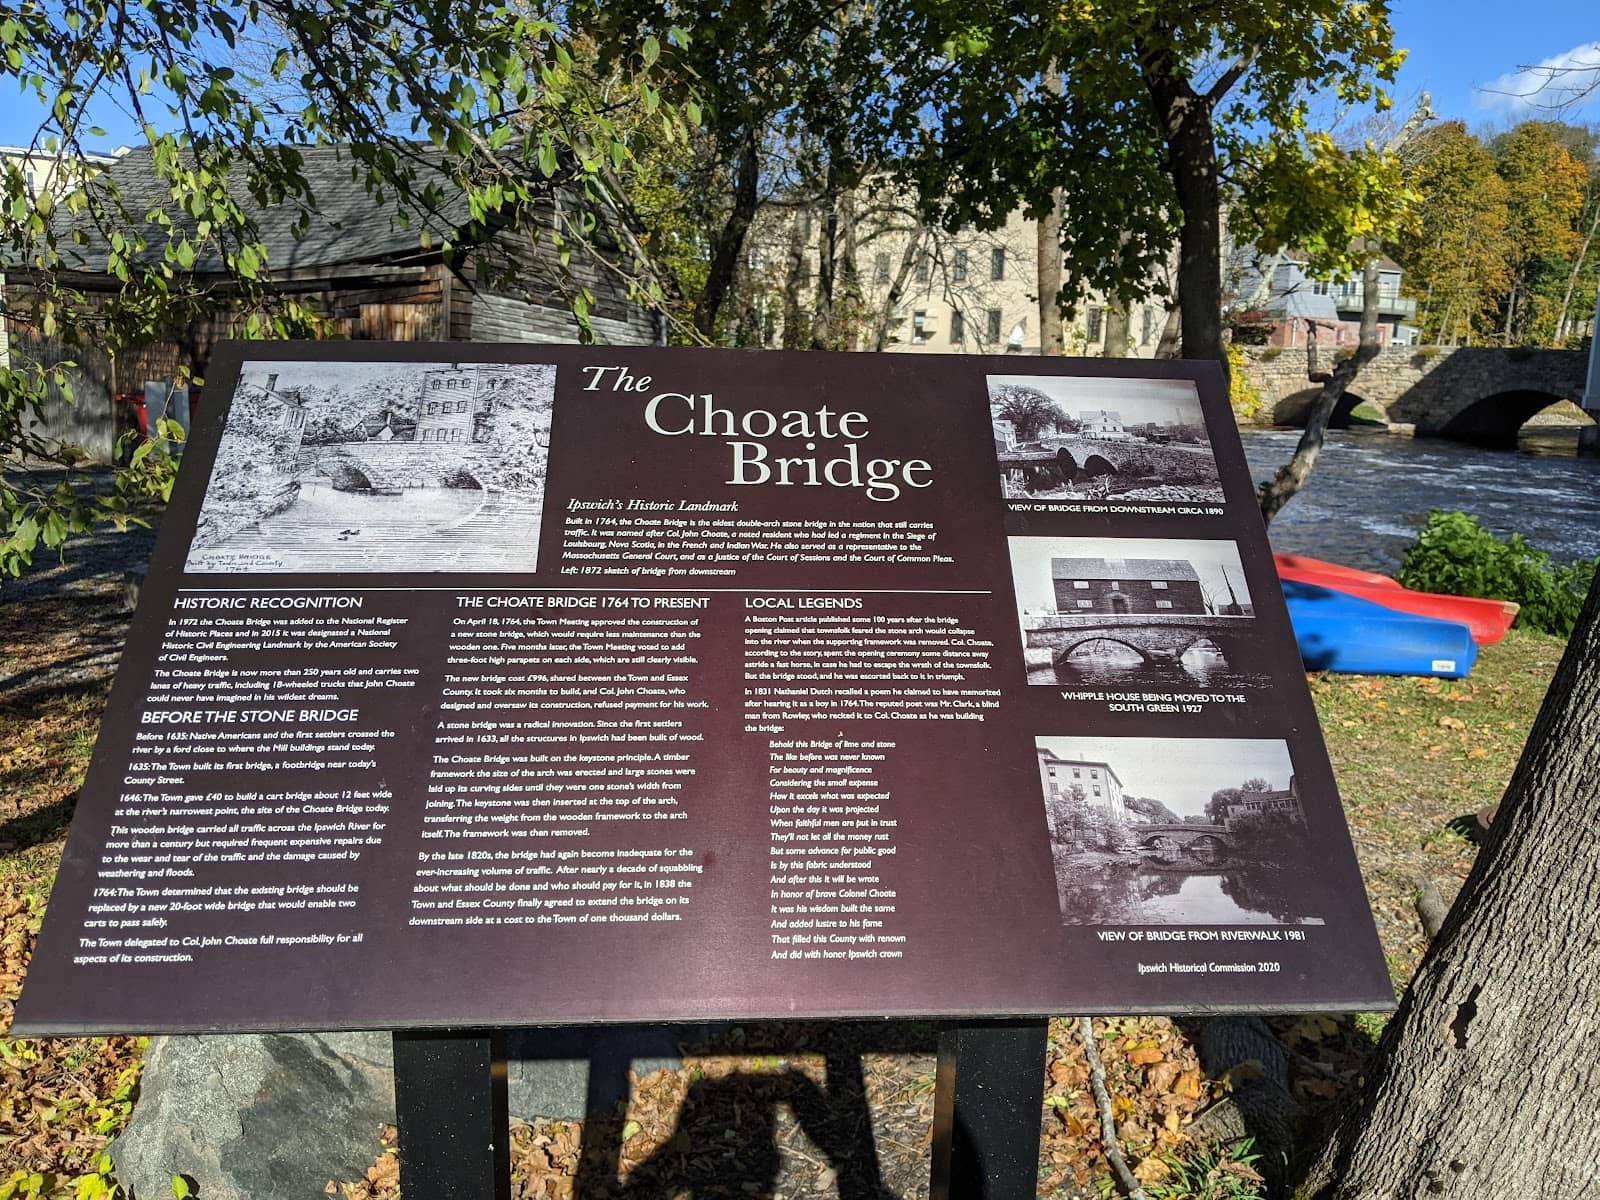 The
Choate
Bridge
Ipswich's Historic Landmark
Built in 1764, the Choate Bridge is the oldest double-arch stone bridge in the nation that still carries
traffic. It was named after Col. John Choate, a noted resident who had led a regiment in the Siege of
Louisbourg, Nova Scotia, in the French and Indian War. He also served as a representative to the
Massachusetts General Court, and as a Justice of the Court of Sessions and the Court of Common Pleas.
Left: 1872 sketch of bridge from downstream
CHOATE BRIDGE
Built by Town and County
1764
HISTORIC RECOGNITION
In 1972 the Choate Bridge was added to the National Register
of Historic Places and in 2015 it was designated a National
Historic Civil Engineering Landmark by the American Society
of Civil Engineers.
The Choate Bridge is now more than 250 years old and carries two
lanes of heavy traffic, including 18-wheeled trucks that John Choate
could never have imagined in his wildest dreams.
BEFORE THE STONE BRIDGE
Before 1635: Native Americans and the first settlers crossed the
river by a ford close to where the Mill buildings stand today.
1635: The Town built its first bridge, a footbridge near today's
County Street.
1646: The Town gave £40 to build a cart bridge about 12 feet wide
at the river's narrowest point, the site of the Choate Bridge today.
This wooden bridge carried all traffic across the Ipswich River for
more than a century but required frequent expensive repairs due
to the wear and tear of the traffic and the damage caused by
weathering and floods.
1764: The Town determined that the existing bridge should be
replaced by a new 20-foot wide bridge that would enable two
carts to pass safely.
The Town delegated to Col. John Choate full responsibility for all
aspects of its construction.
THE CHOATE BRIDGE 1764 TO PRESENT
On April 18, 1764, the Town Meeting approved the construction of
a new stone bridge, which would require less maintenance than the
wooden one. Five months later, the Town Meeting voted to add
three-foot high parapets on each side, which are still clearly visible.
The new bridge cost £996, shared between the Town and Essex
County. It took six months to build, and Col. John Choate, who
designed and oversaw its construction, refused payment for his work.
A stone bridge was a radical innovation. Since the first settlers
arrived in 1633, all the structures in Ipswich had been built of wood.
The Choate Bridge was built on the keystone principle. A timber
framework the size of the arch was erected and large stones were
laid up its curving sides until they were one stone's width from
joining. The keystone was then inserted at the top of the arch,
transferring the weight from the wooden framework to the arch
itself. The framework was then removed.
By the late 1820s, the bridge had again become inadequate for the
ever-increasing volume of traffic. After nearly a decade of squabbling
about what should be done and who should pay for it, in 1838 the
Town and Essex County finally agreed to extend the bridge on its
downstream side at a cost to the Town of one thousand dollars.
LOCAL LEGENDS
A Boston Post article published some 100 years after the bridge
opening claimed that townsfolk feared the stone arch would collapse
into the river when the supporting framework was removed. Col. Choate,
according to the story, spent the opening ceremony some distance away
astride a fast horse, in case he had to escape the wrath of the townsfolk.
But the bridge stood, and he was escorted back to it in triumph.
In 1831 Nathaniel Dutch recalled a poem he claimed to have memorized
after hearing it as a boy in 1764. The reputed poet was Mr. Clark, a blind
man from Rowley, who recited it to Col. Choate as he was building
the bridge:
Behold this Bridge of lime and stone
The like before was never known
For beauty and magnificence
Considering the small expense
How it excels what was expected
Upon the day it was projected
When faithful men are put in trust
They'll not let all the money rust
But some advance for public good
Is by this fabric understood
And after this it will be wrote
In honor of brave Colonel Choate
It was his wisdom built the same
And added lustre to his fame
That filled this County with renown
And did with honor Ipswich crown
VIEW OF BRIDGE FROM DOWNSTREAM CIRCA 1890
WHIPPLE HOUSE BEING MOVED TO THE
SOUTH GREEN 1927
VIEW OF BRIDGE FROM RIVERWALK 1981
Ipswich Historical Commission 2020